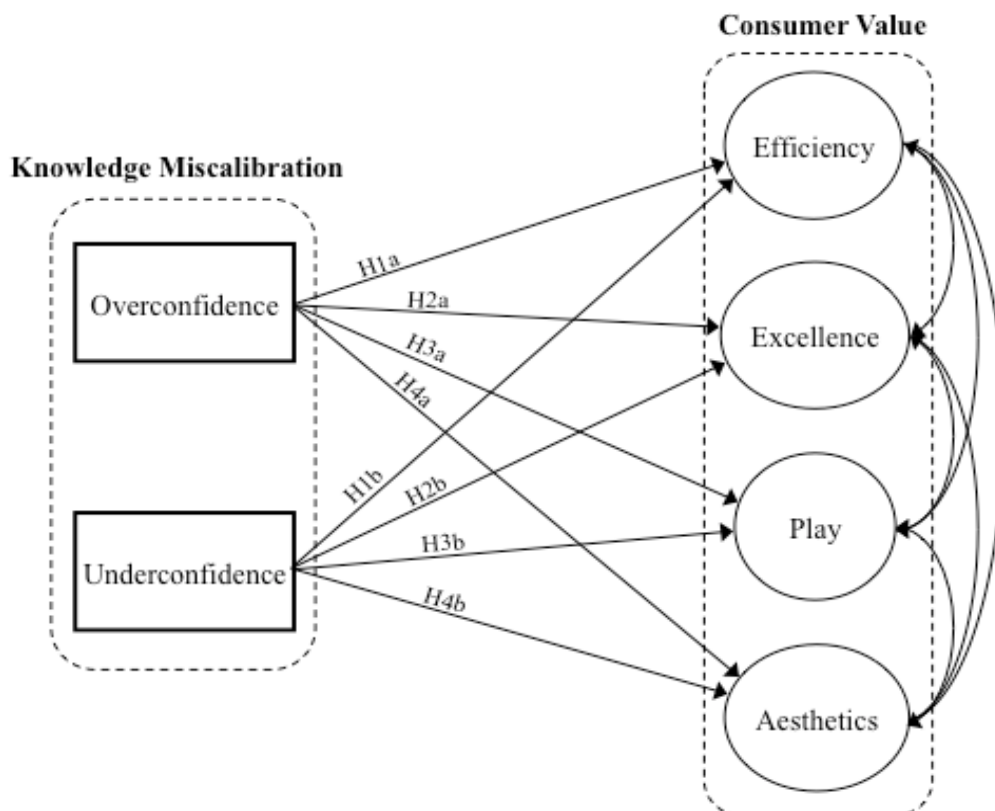 Consumer Value
Efficiency
Knowledge Miscalibration
H1a
Overconfidence
H2a
Excellence
H3a
H4a
H1b
H2b
Play
H3b
Underconfidence
H4b
Aesthetics